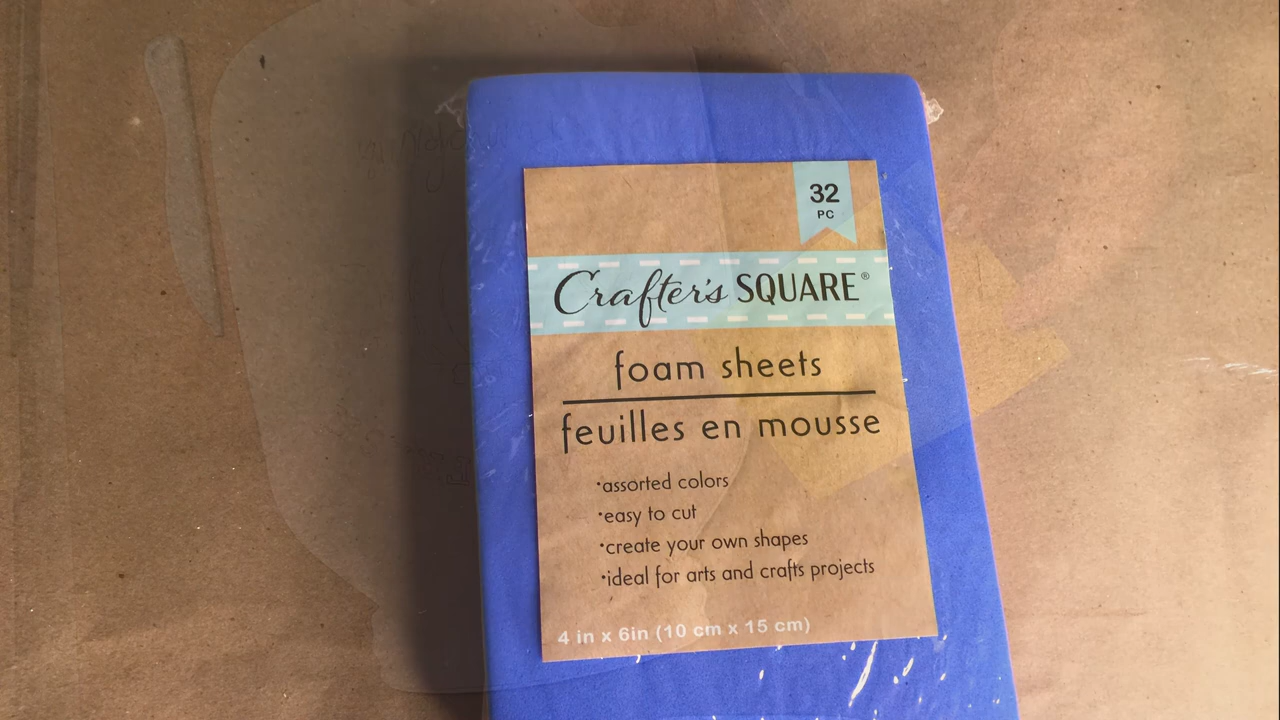 32
PC
Crafter's SQUARE®
foam sheets
feuilles en mousse
•assorted colors
•easy to cut
•create your own shapes
•ideal for arts and crafts projects
4 in x 6in (10 cm x 15 cm)